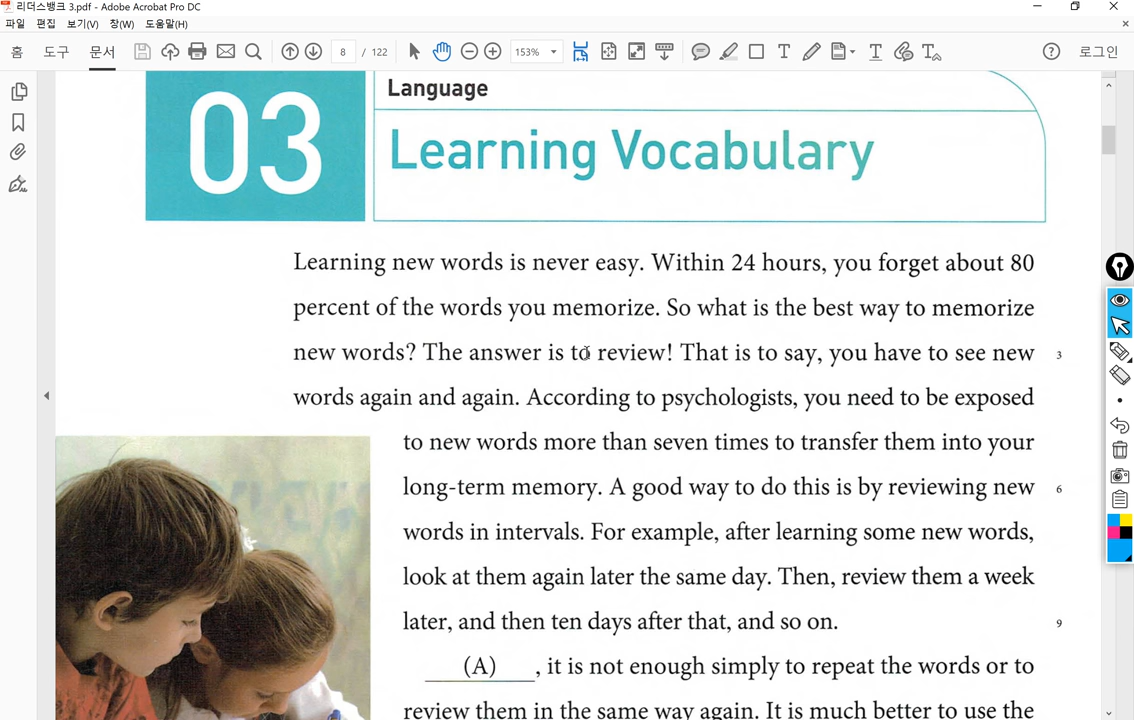 리더스뱅크 3.pdf - Adobe Acrobat Pro DC
파일 편집 보기(V) 창(W) 도움말(H)
홈 도구 문서 8 / 122 153% 로그인
03
Language
Learning Vocabulary
Learning new words is never easy. Within 24 hours, you forget about 80
percent of the words you memorize. So what is the best way to memorize
new words? The answer is to review! That is to say, you have to see new 3
words again and again. According to psychologists, you need to be exposed
to new words more than seven times to transfer them into your
long-term memory. A good way to do this is by reviewing new 6
words in intervals. For example, after learning some new words,
look at them again later the same day. Then, review them a week
later, and then ten days after that, and so on. 9
(A) , it is not enough simply to repeat the words or to
review them in the same way again. It is much better to use the